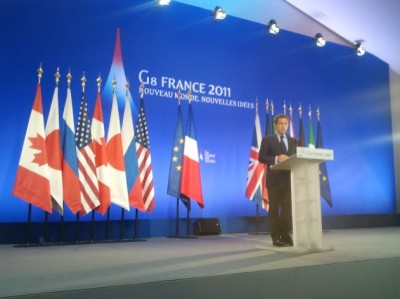 G8 FRANCE 2011
NOUVEAU MONDE, NOUVELLES IDÉES